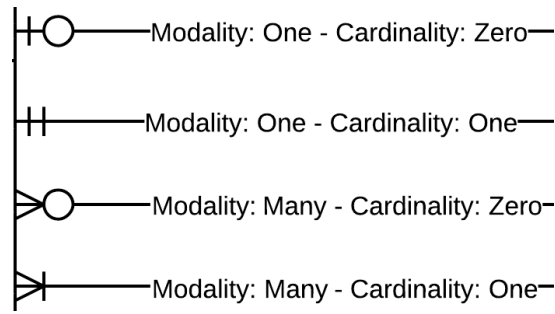 Modality: One - Cardinality: Zero
Modality: One - Cardinality: One
Modality: Many - Cardinality: Zero
Modality: Many - Cardinality: One